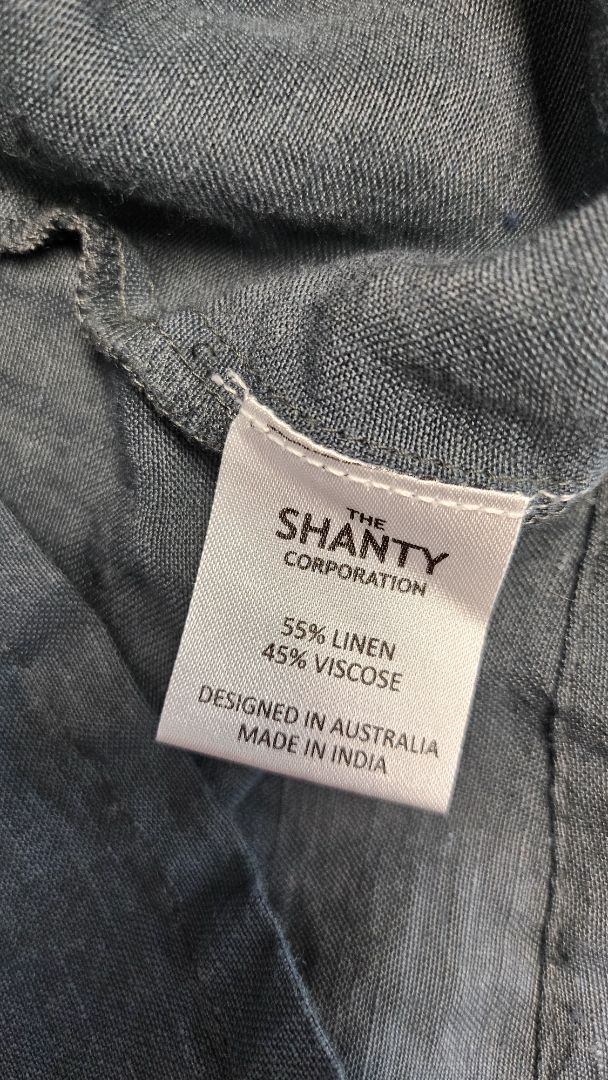 THE
SHANTY
CORPORATION
55% LINEN
45% VISCOSE
DESIGNED IN AUSTRALIA
MADE IN INDIA